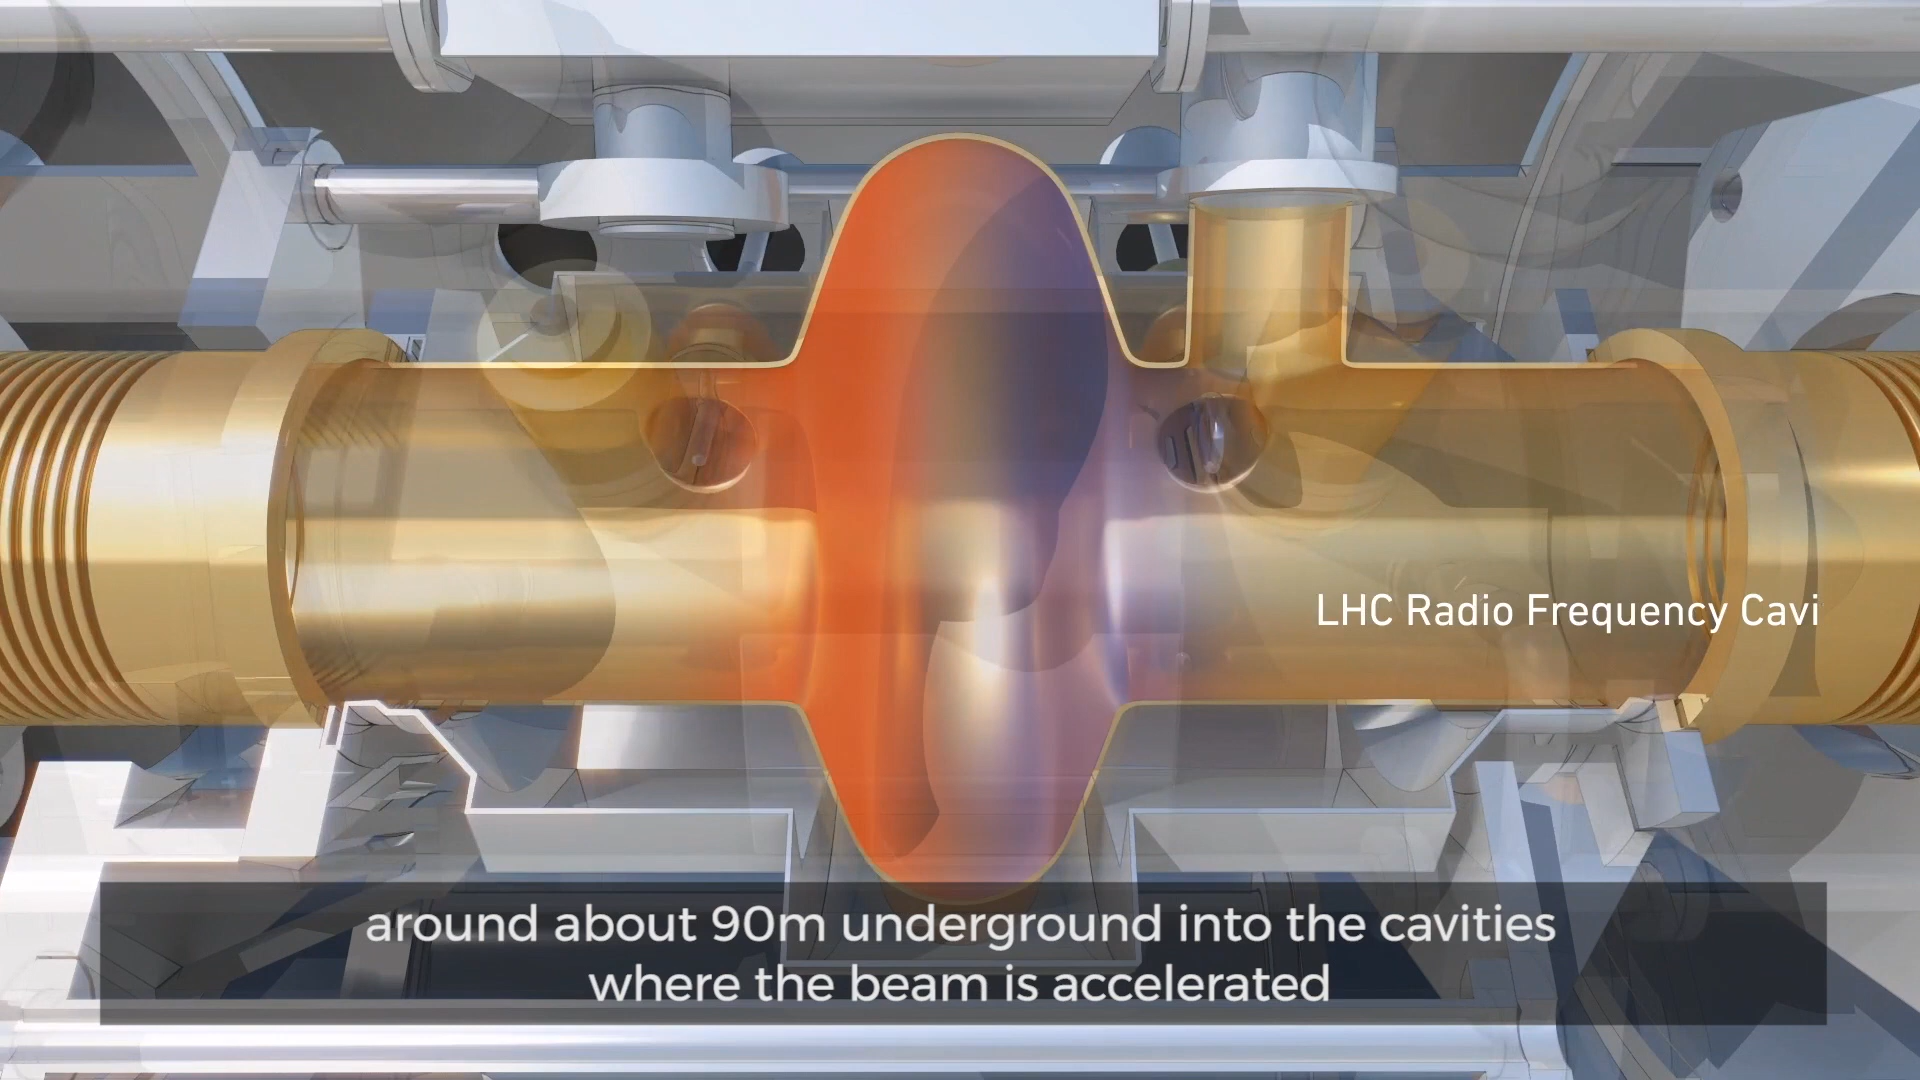 LHC Radio Frequency Cavi
around about 90m underground into the cavities
where the beam is accelerated